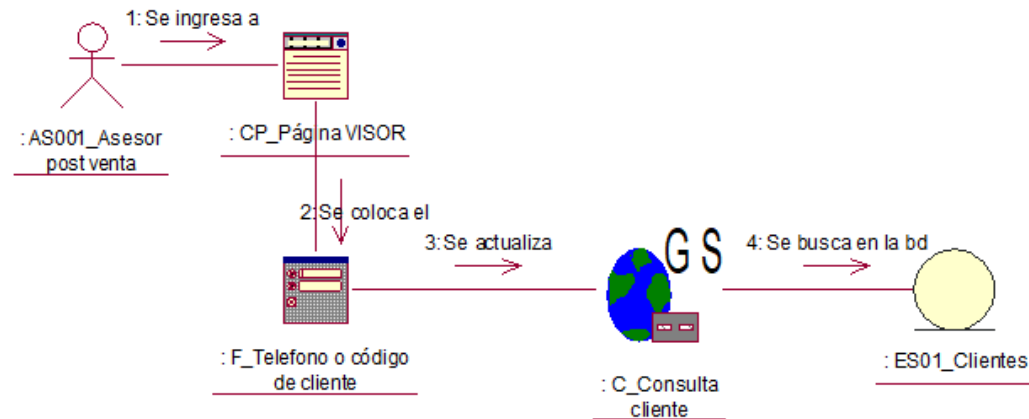 1: Se ingresa a
: AS001_Asesor
post venta
: CP_Página VISOR
2: Se coloca el
: F_Telefono o código
de cliente
3: Se actualiza
G S
: C_Consulta
cliente
4: Se busca en la bd
: ES01_Clientes